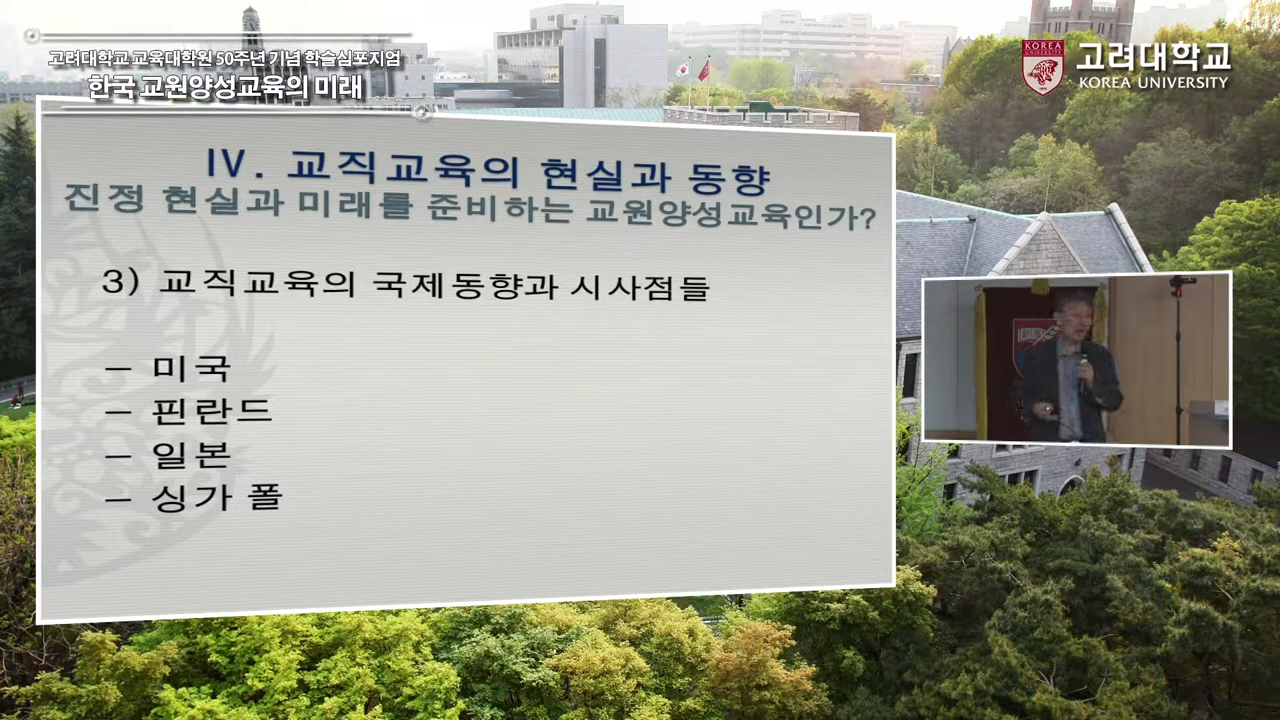 고려대학교 교육대학원 50주년 기념 학술심포지엄
한국 교원양성교육의 미래
KOREA
고려대학교
KOREA UNIVERSITY
Ⅳ. 교직교육의 현실과 동향
진정 현실과 미래를 준비하는 교원양성교육인가?
3) 교직교육의 국제동향과 시사점들
– 미국
– 핀란드
– 일본
– 싱가 폴